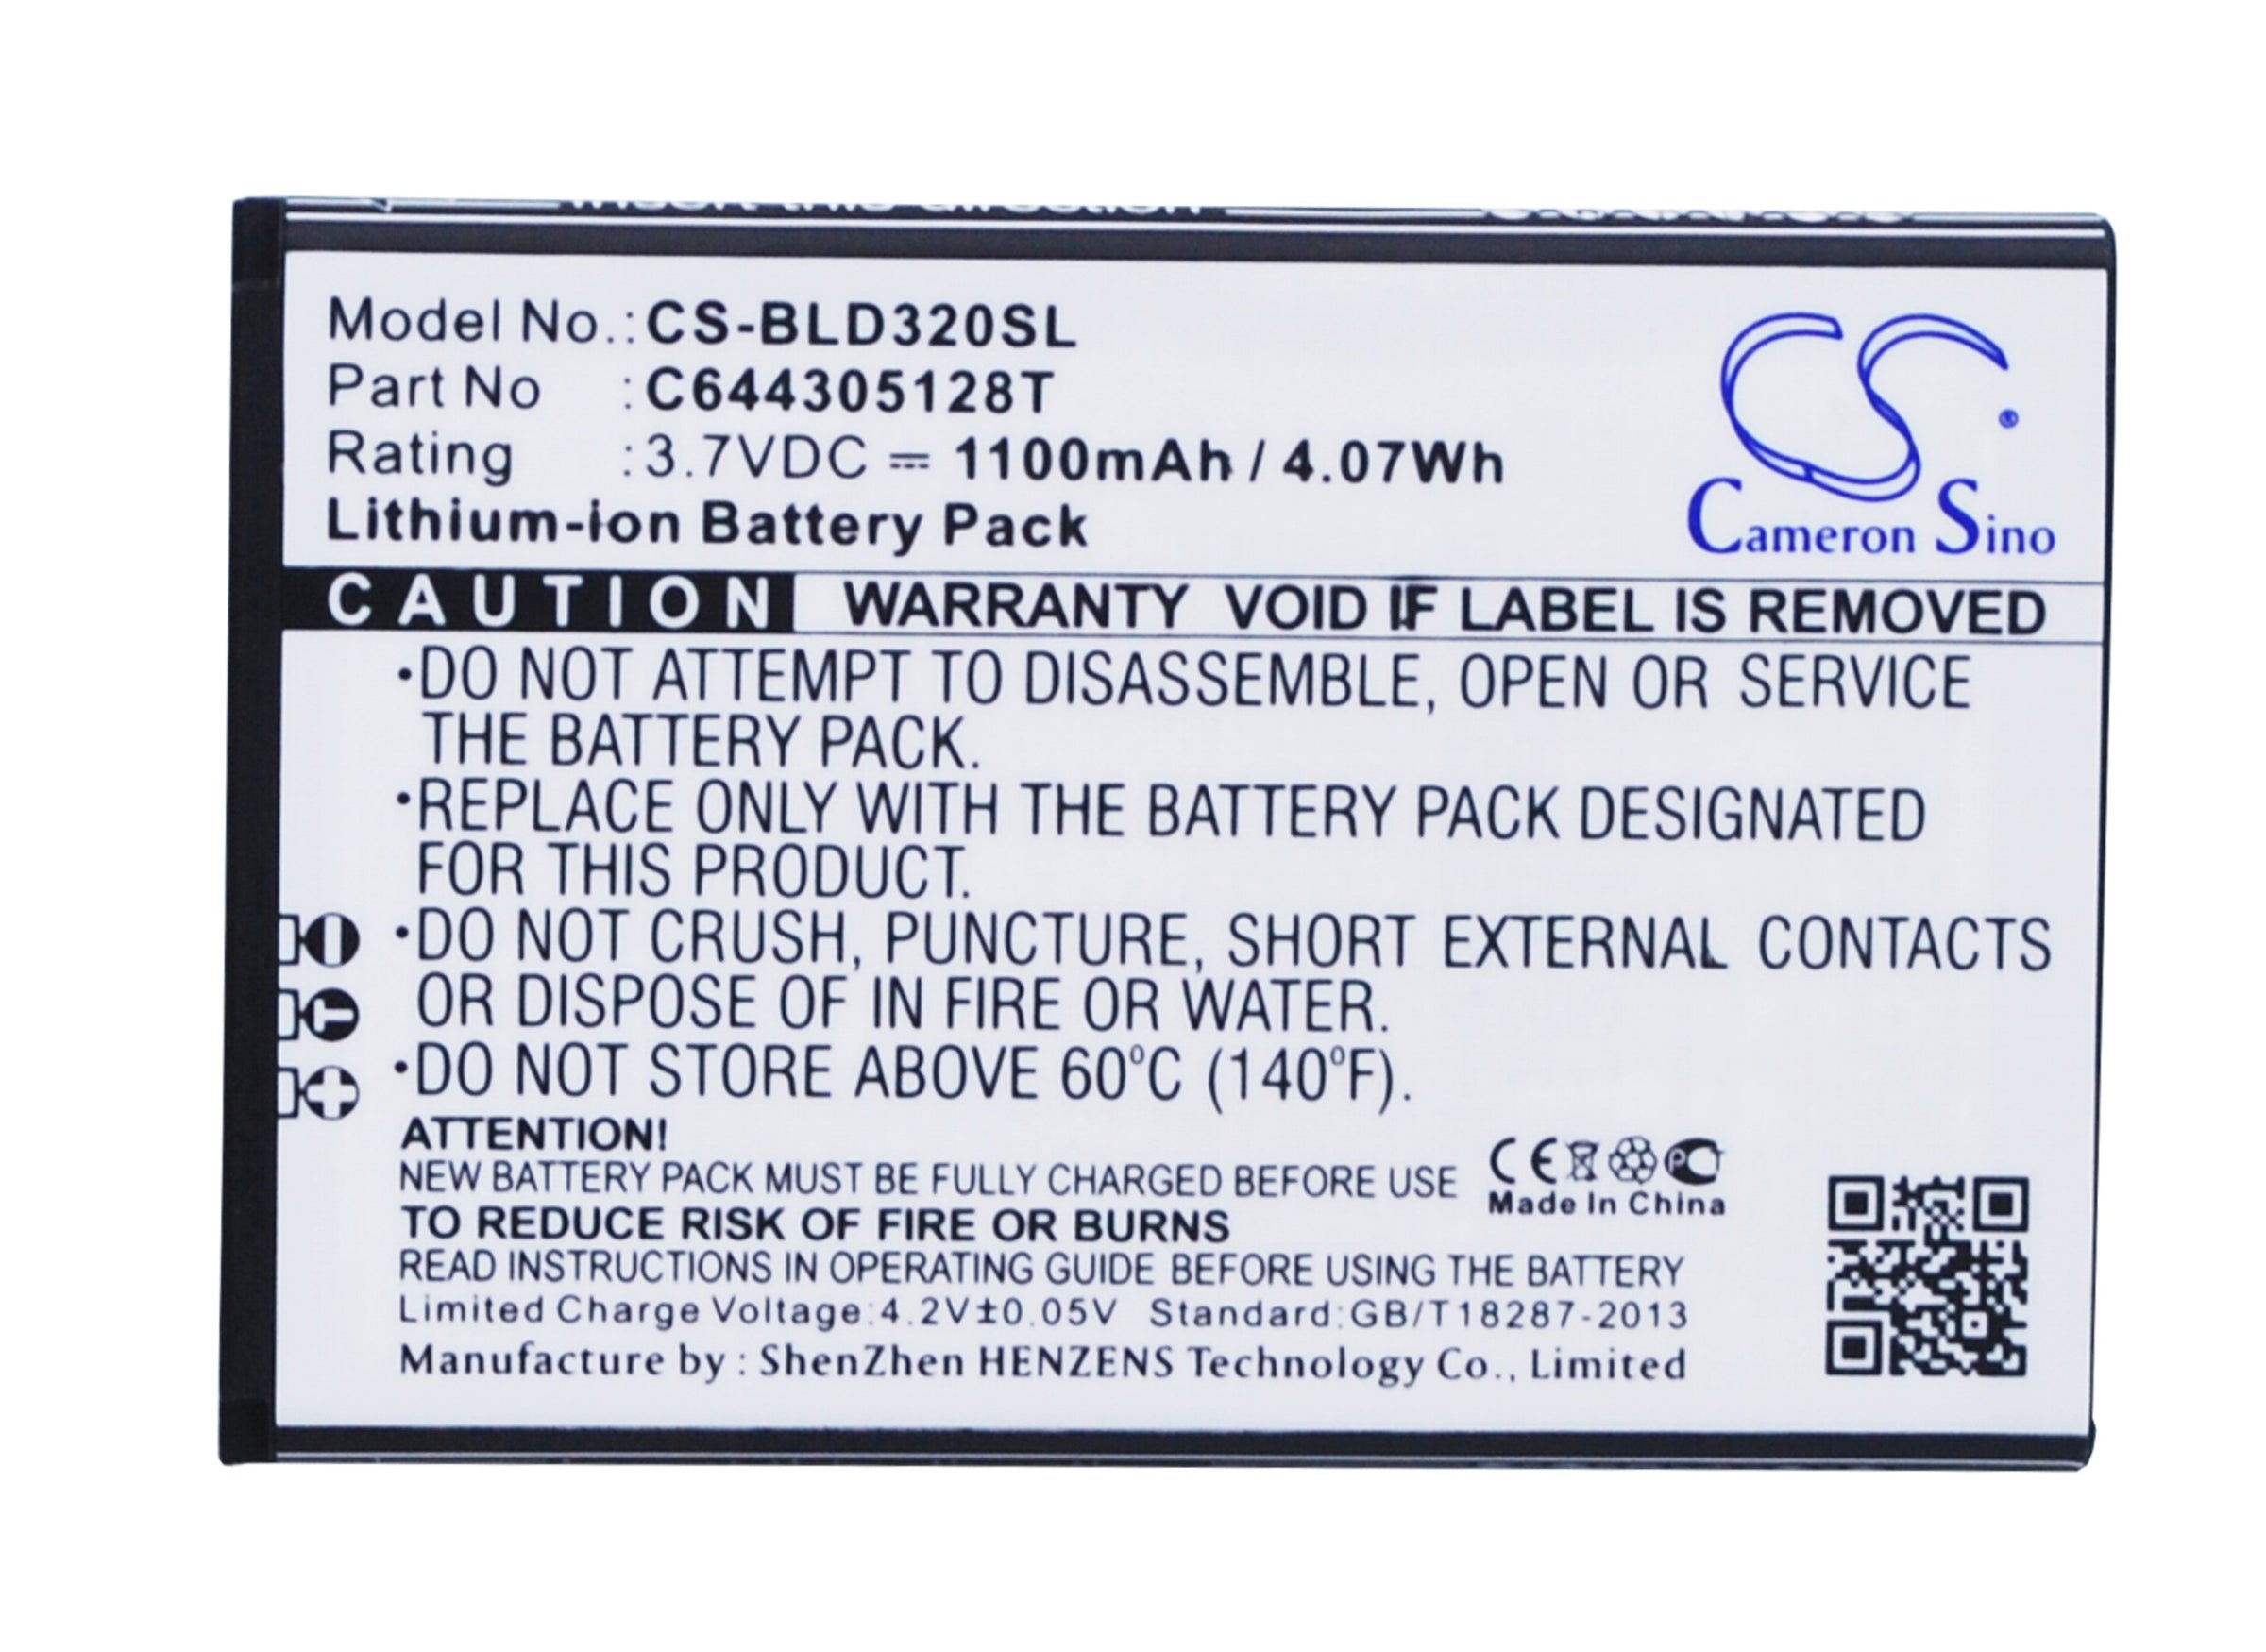 Insert this direction
Model No.: CS-BLD320SL
Part No : C644305128T
Rating : 3.7VDC ⎓ 1100mAh / 4.07Wh
Lithium-ion Battery Pack
CS ®
Cameron Sino
CAUTION WARRANTY VOID IF LABEL IS REMOVED
·DO NOT ATTEMPT TO DISASSEMBLE, OPEN OR SERVICE
THE BATTERY PACK.
·REPLACE ONLY WITH THE BATTERY PACK DESIGNATED
FOR THIS PRODUCT.
·DO NOT CRUSH, PUNCTURE, SHORT EXTERNAL CONTACTS
OR DISPOSE OF IN FIRE OR WATER.
·DO NOT STORE ABOVE 60°C (140°F).
T
+
ATTENTION!
NEW BATTERY PACK MUST BE FULLY CHARGED BEFORE USE
CE PC
Made In China
TO REDUCE RISK OF FIRE OR BURNS
READ INSTRUCTIONS IN OPERATING GUIDE BEFORE USING THE BATTERY
Limited Charge Voltage:4.2V±0.05V Standard:GB/T18287-2013
Manufacture by : ShenZhen HENZENS Technology Co., Limited